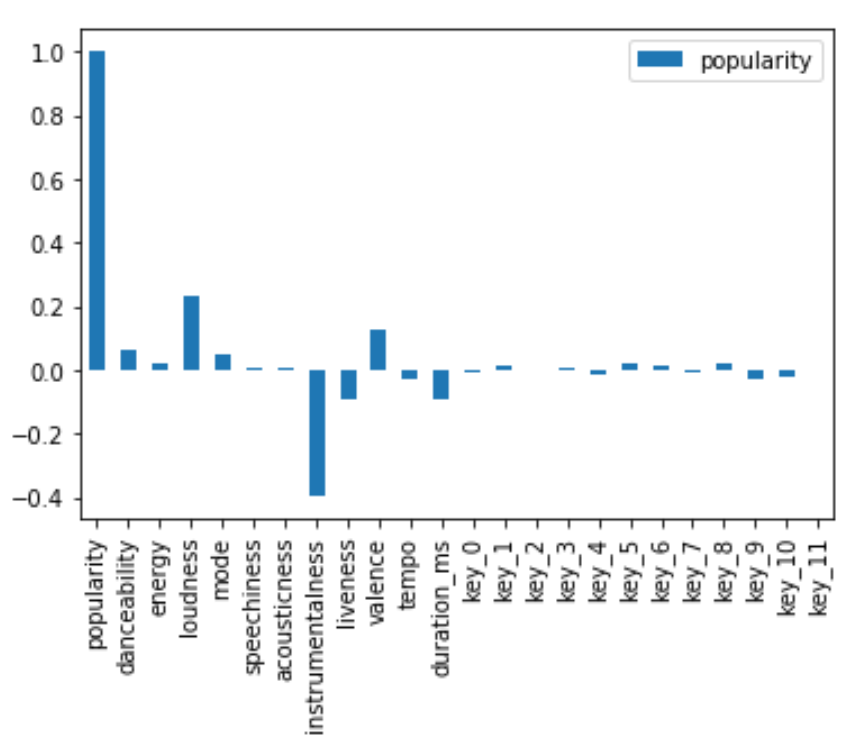 popularity
1.0
0.8
0.6
0.4
0.2
0.0
−0.2
−0.4
popularity
danceability
energy
loudness
mode
speechiness
acousticness
instrumentalness
liveness
valence
tempo
duration_ms
key_0
key_1
key_2
key_3
key_4
key_5
key_6
key_7
key_8
key_9
key_10
key_11